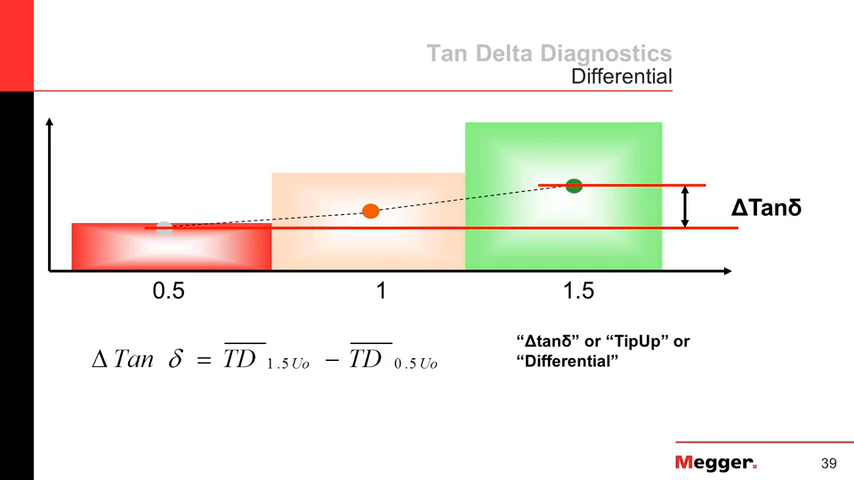 Tan Delta Diagnostics
Differential
ΔTanδ
0.5
1
1.5
Δ Tan δ = TD 1.5Uo − TD 0.5Uo
“Δtanδ” or “TipUp” or
“Differential”
Megger.
39